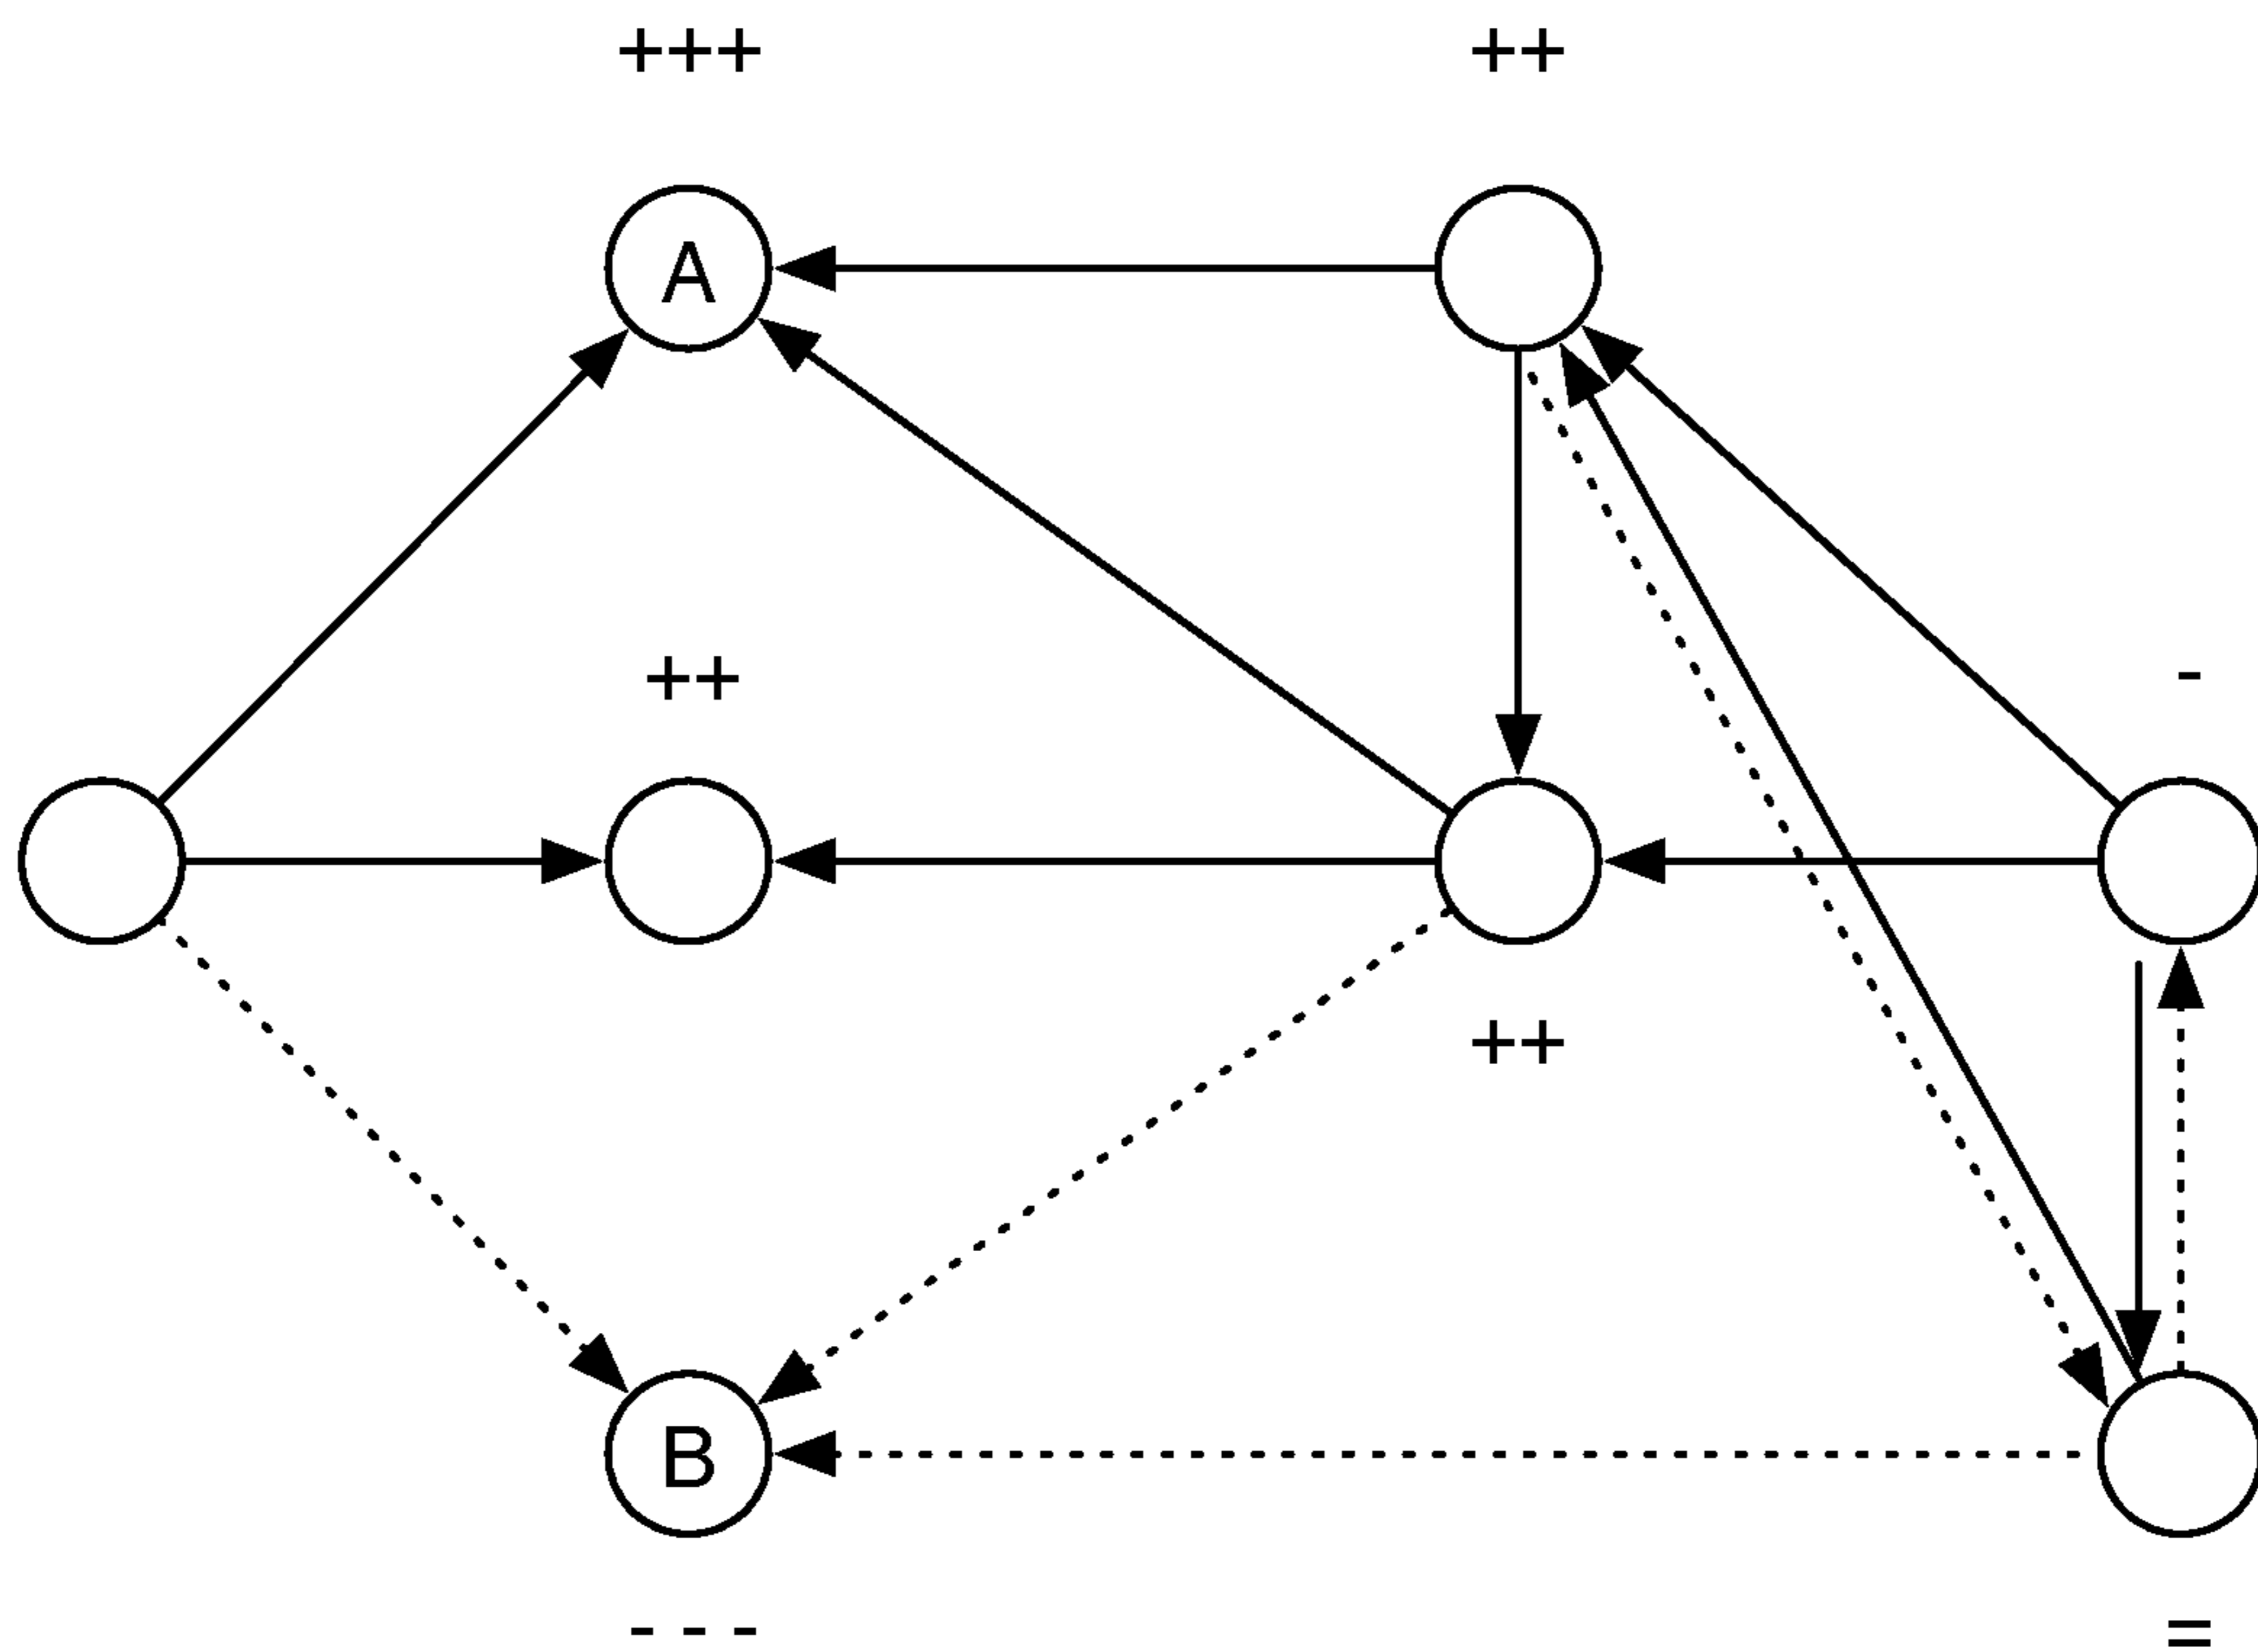 +++ ++
A
++ -
++
B
- - - =